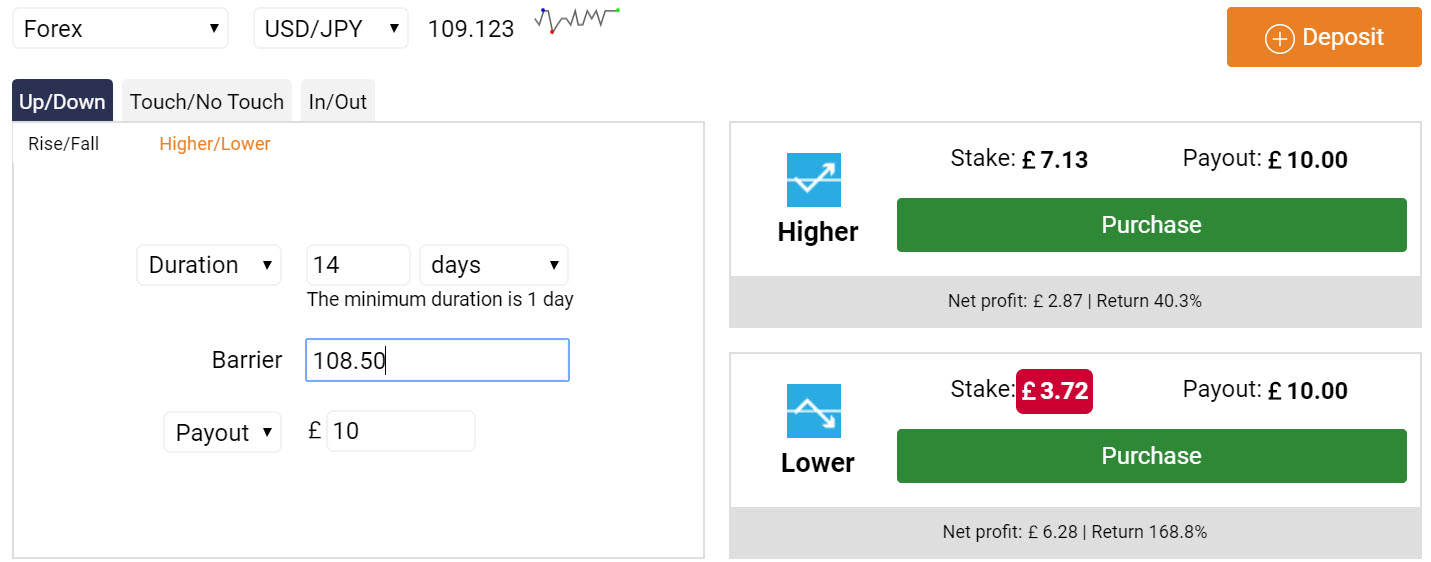 Forex ▼ USD/JPY ▼ 109.123
+ Deposit
Up/Down Touch/No Touch In/Out
Rise/Fall Higher/Lower
Duration ▼ 14 days ▼
The minimum duration is 1 day
Barrier 108.50
Payout ▼ £ 10
Stake: £ 7.13 Payout: £ 10.00
Higher
Purchase
Net profit: £ 2.87 | Return 40.3%
Stake: £ 3.72 Payout: £ 10.00
Lower
Purchase
Net profit: £ 6.28 | Return 168.8%